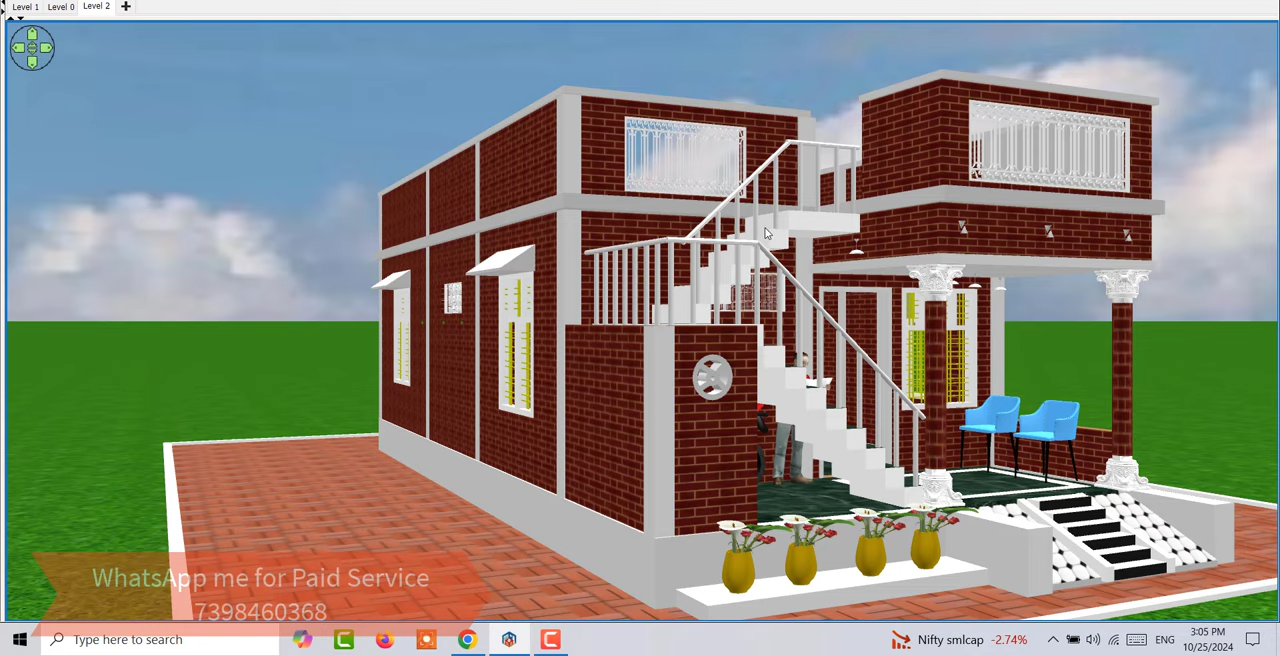 Level 1 Level 0 Level 2
WhatsApp me for Paid Service
7398460368
Type here to search
Nifty smlcap -2.74%
ENG
3:05 PM
10/25/2024